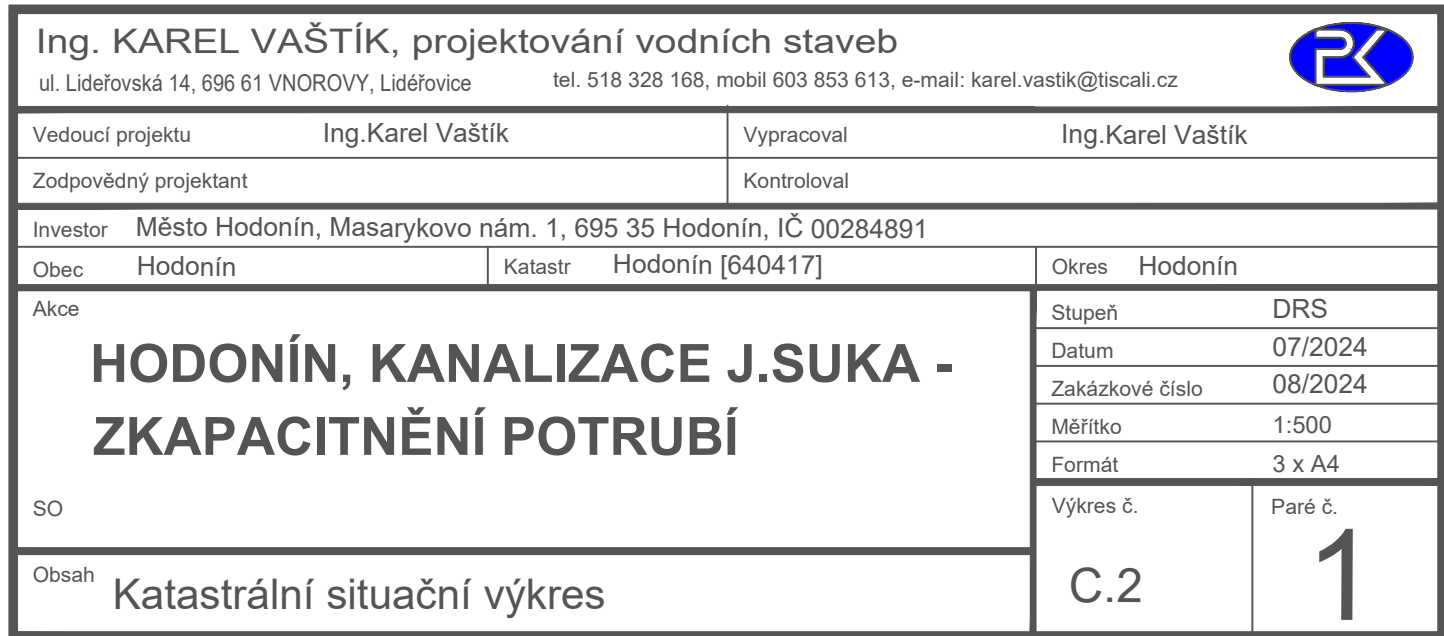 Ing. KAREL VAŠTÍK, projektování vodních staveb
ul. Lideřovská 14, 696 61 VNOROVY, Lidéřovice tel. 518 328 168, mobil 603 853 613, e-mail: karel.vastik@tiscali.cz
Vedoucí projektu Ing.Karel Vaštík Vypracoval Ing.Karel Vaštík
Zodpovědný projektant Kontroloval
Investor Město Hodonín, Masarykovo nám. 1, 695 35 Hodonín, IČ 00284891
Obec Hodonín Katastr Hodonín [640417] Okres Hodonín
Akce
HODONÍN, KANALIZACE J.SUKA -
ZKAPACITNĚNÍ POTRUBÍ
SO
Stupeň DRS
Datum 07/2024
Zakázkové číslo 08/2024
Měřítko 1:500
Formát 3 x A4
Obsah Katastrální situační výkres
Výkres č. Paré č.
C.2 1